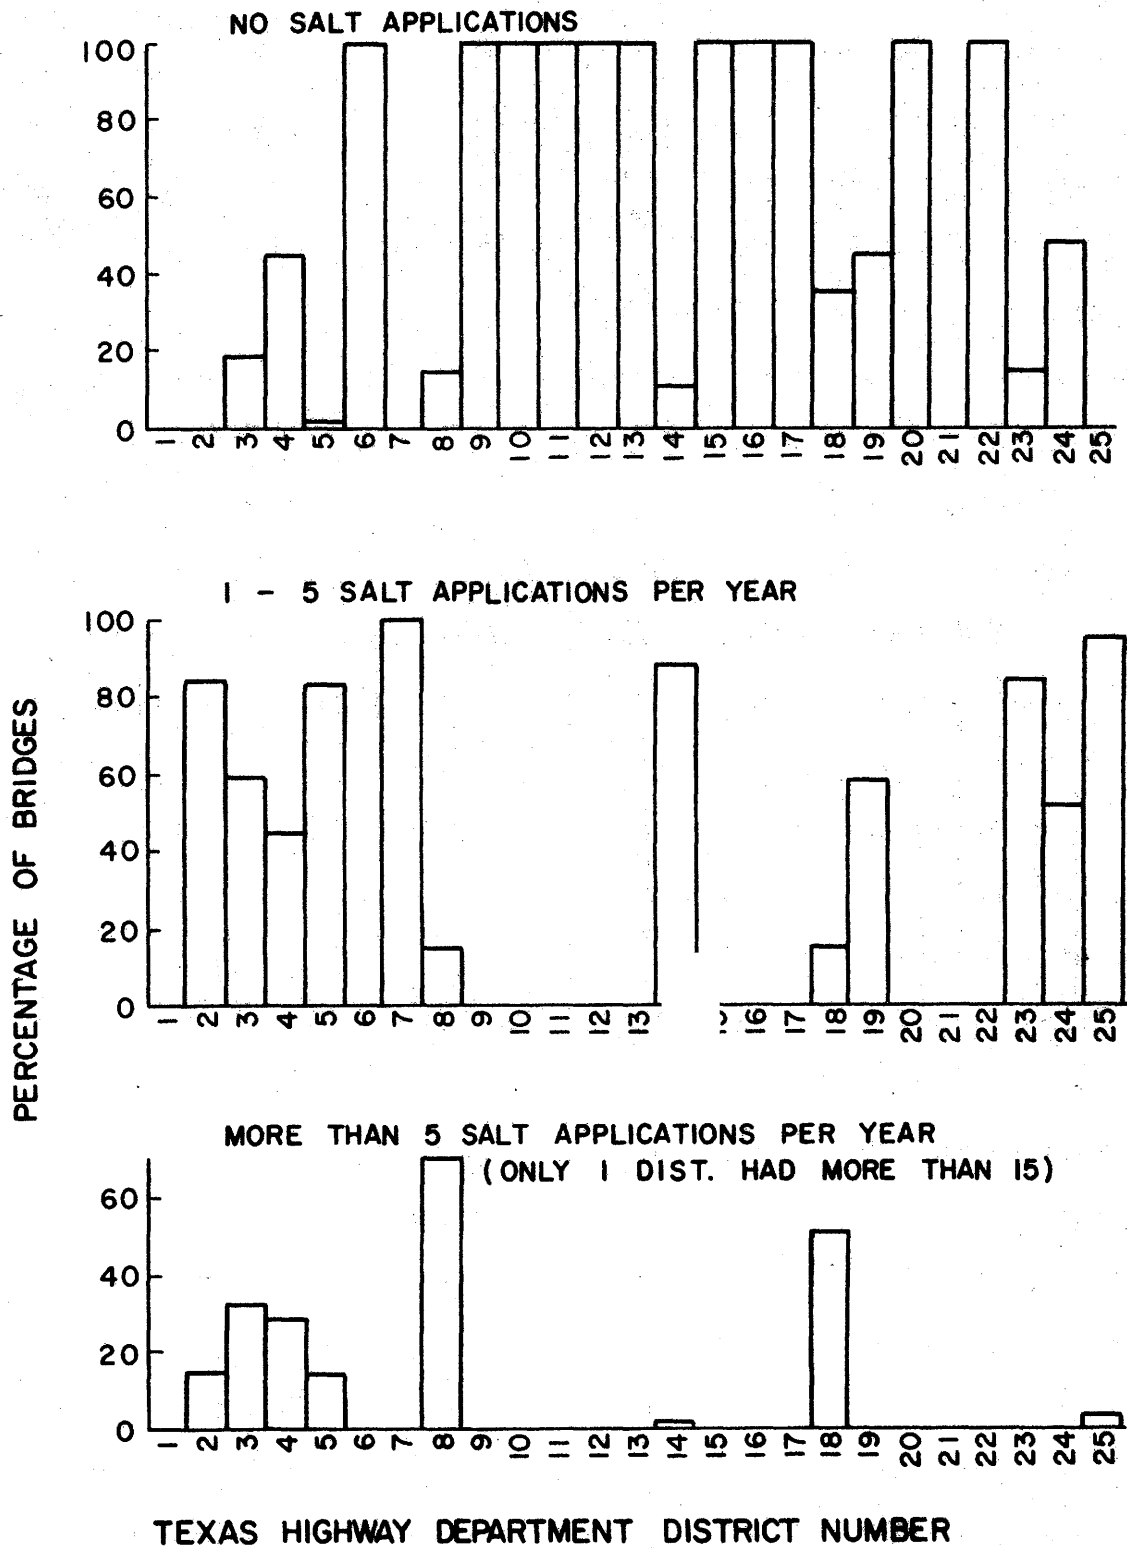 NO SALT APPLICATIONS
100
80
60
40
20
0
1 2 3 4 5 6 7 8 9 10 11 12 13 14 15 16 17 18 19 20 21 22 23 24 25
1 - 5 SALT APPLICATIONS PER YEAR
100
80
60
40
20
0
1 2 3 4 5 6 7 8 9 10 11 12 13 16 17 18 19 20 21 22 23 24 25
PERCENTAGE OF BRIDGES
MORE THAN 5 SALT APPLICATIONS PER YEAR
(ONLY 1 DIST. HAD MORE THAN 15)
60
40
20
0
1 2 3 4 5 6 7 8 9 10 11 12 13 14 15 16 17 18 19 20 21 22 23 24 25
TEXAS HIGHWAY DEPARTMENT DISTRICT NUMBER